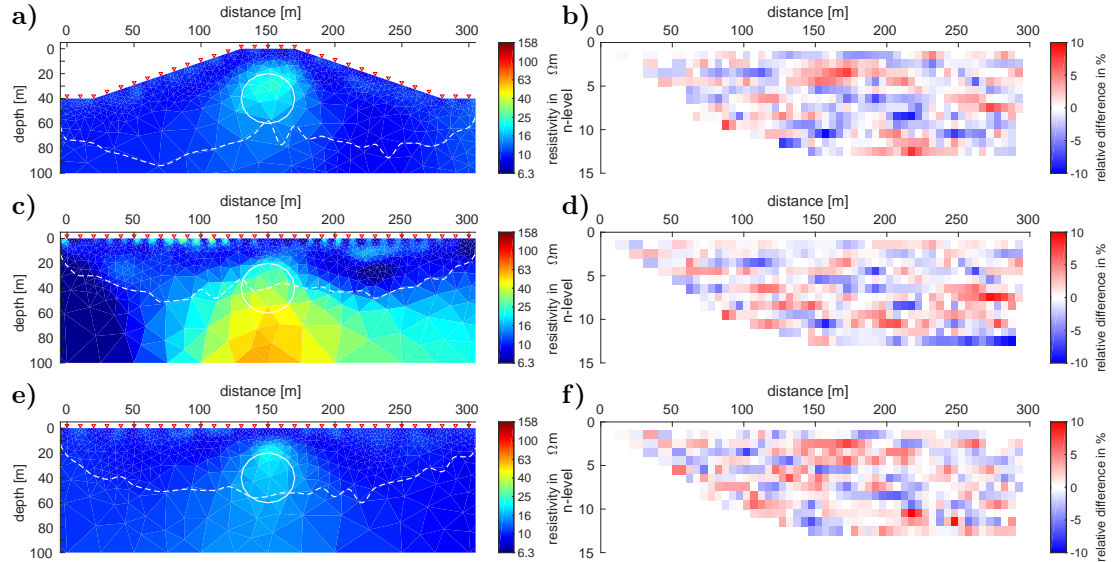 a)
distance [m]
0 50 100 150 200 250 300
depth [m]
0
20
40
60
80
100
158
100
60
40
25
16
10
6.3
resistivity in Ωm
b)
distance [m]
0 50 100 150 200 250 300
n-level
0
5
10
15
10
5
0
-5
-10
relative difference in %
c)
distance [m]
0 50 100 150 200 250 300
depth [m]
0
20
40
60
80
100
158
100
60
40
25
16
10
6.3
resistivity in Ωm
d)
distance [m]
0 50 100 150 200 250 300
n-level
0
5
10
15
10
5
0
-5
-10
relative difference in %
e)
distance [m]
0 50 100 150 200 250 300
depth [m]
0
20
40
60
80
100
158
100
60
40
25
16
10
6.3
resistivity in Ωm
f)
distance [m]
0 50 100 150 200 250 300
n-level
0
5
10
15
10
5
0
-5
-10
relative difference in %